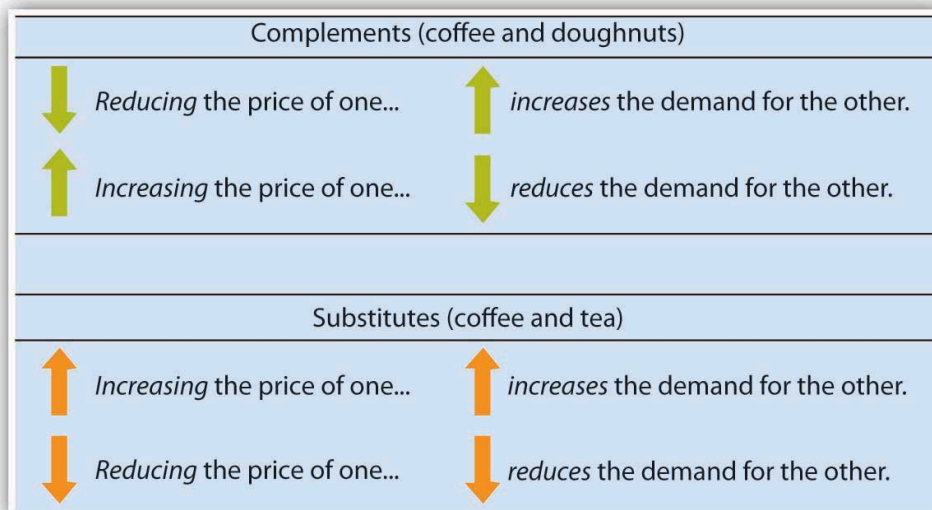 Complements (coffee and doughnuts)
Reducing the price of one... increases the demand for the other.
Increasing the price of one... reduces the demand for the other.
Substitutes (coffee and tea)
Increasing the price of one... increases the demand for the other.
Reducing the price of one... reduces the demand for the other.